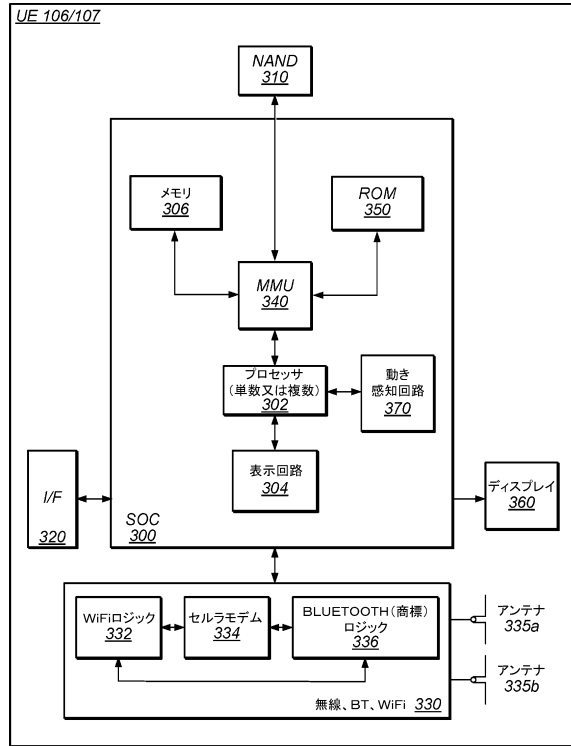 UE 106/107
NAND
310
メモリ
306
ROM
350
MMU
340
プロセッサ
(単数又は複数)
302
動き
感知回路
370
表示回路
304
I/F
320
SOC
300
ディスプレイ
360
WiFiロジック
332
セルラモデム
334
BLUETOOTH(商標)
ロジック
336
アンテナ
335a
アンテナ
335b
無線、BT、WiFi 330